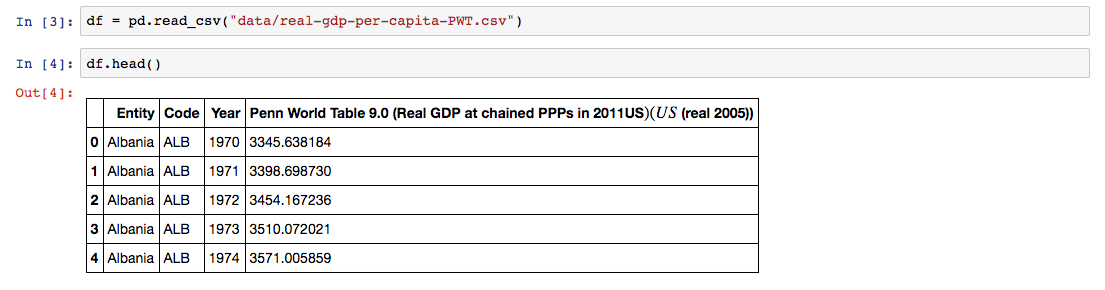 In [3]: df = pd.read_csv("data/real-gdp-per-capita-PWT.csv")
In [4]: df.head()
Out[4]:
Entity Code Year Penn World Table 9.0 (Real GDP at chained PPPs in 2011US)(US (real 2005))
0 Albania ALB 1970 3345.638184
1 Albania ALB 1971 3398.698730
2 Albania ALB 1972 3454.167236
3 Albania ALB 1973 3510.072021
4 Albania ALB 1974 3571.005859